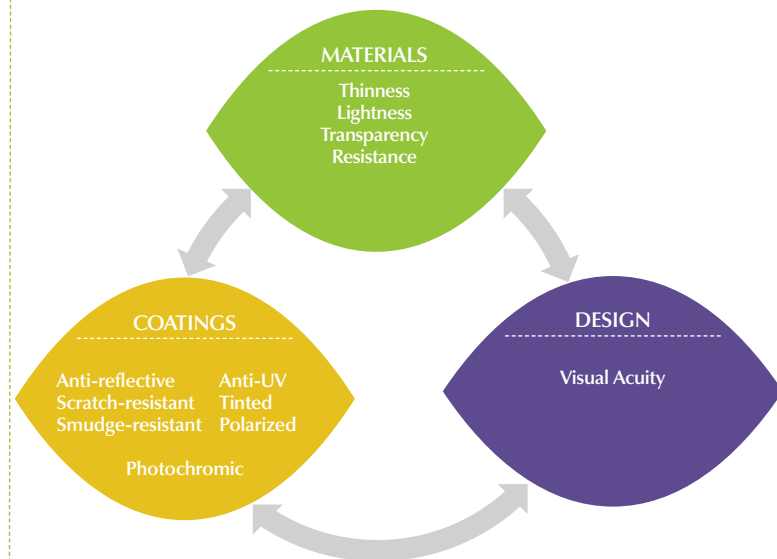 MATERIALS
Thinness
Lightness
Transparency
Resistance
COATINGS
Anti-reflective Anti-UV
Scratch-resistant Tinted
Smudge-resistant Polarized
Photochromic
DESIGN
Visual Acuity